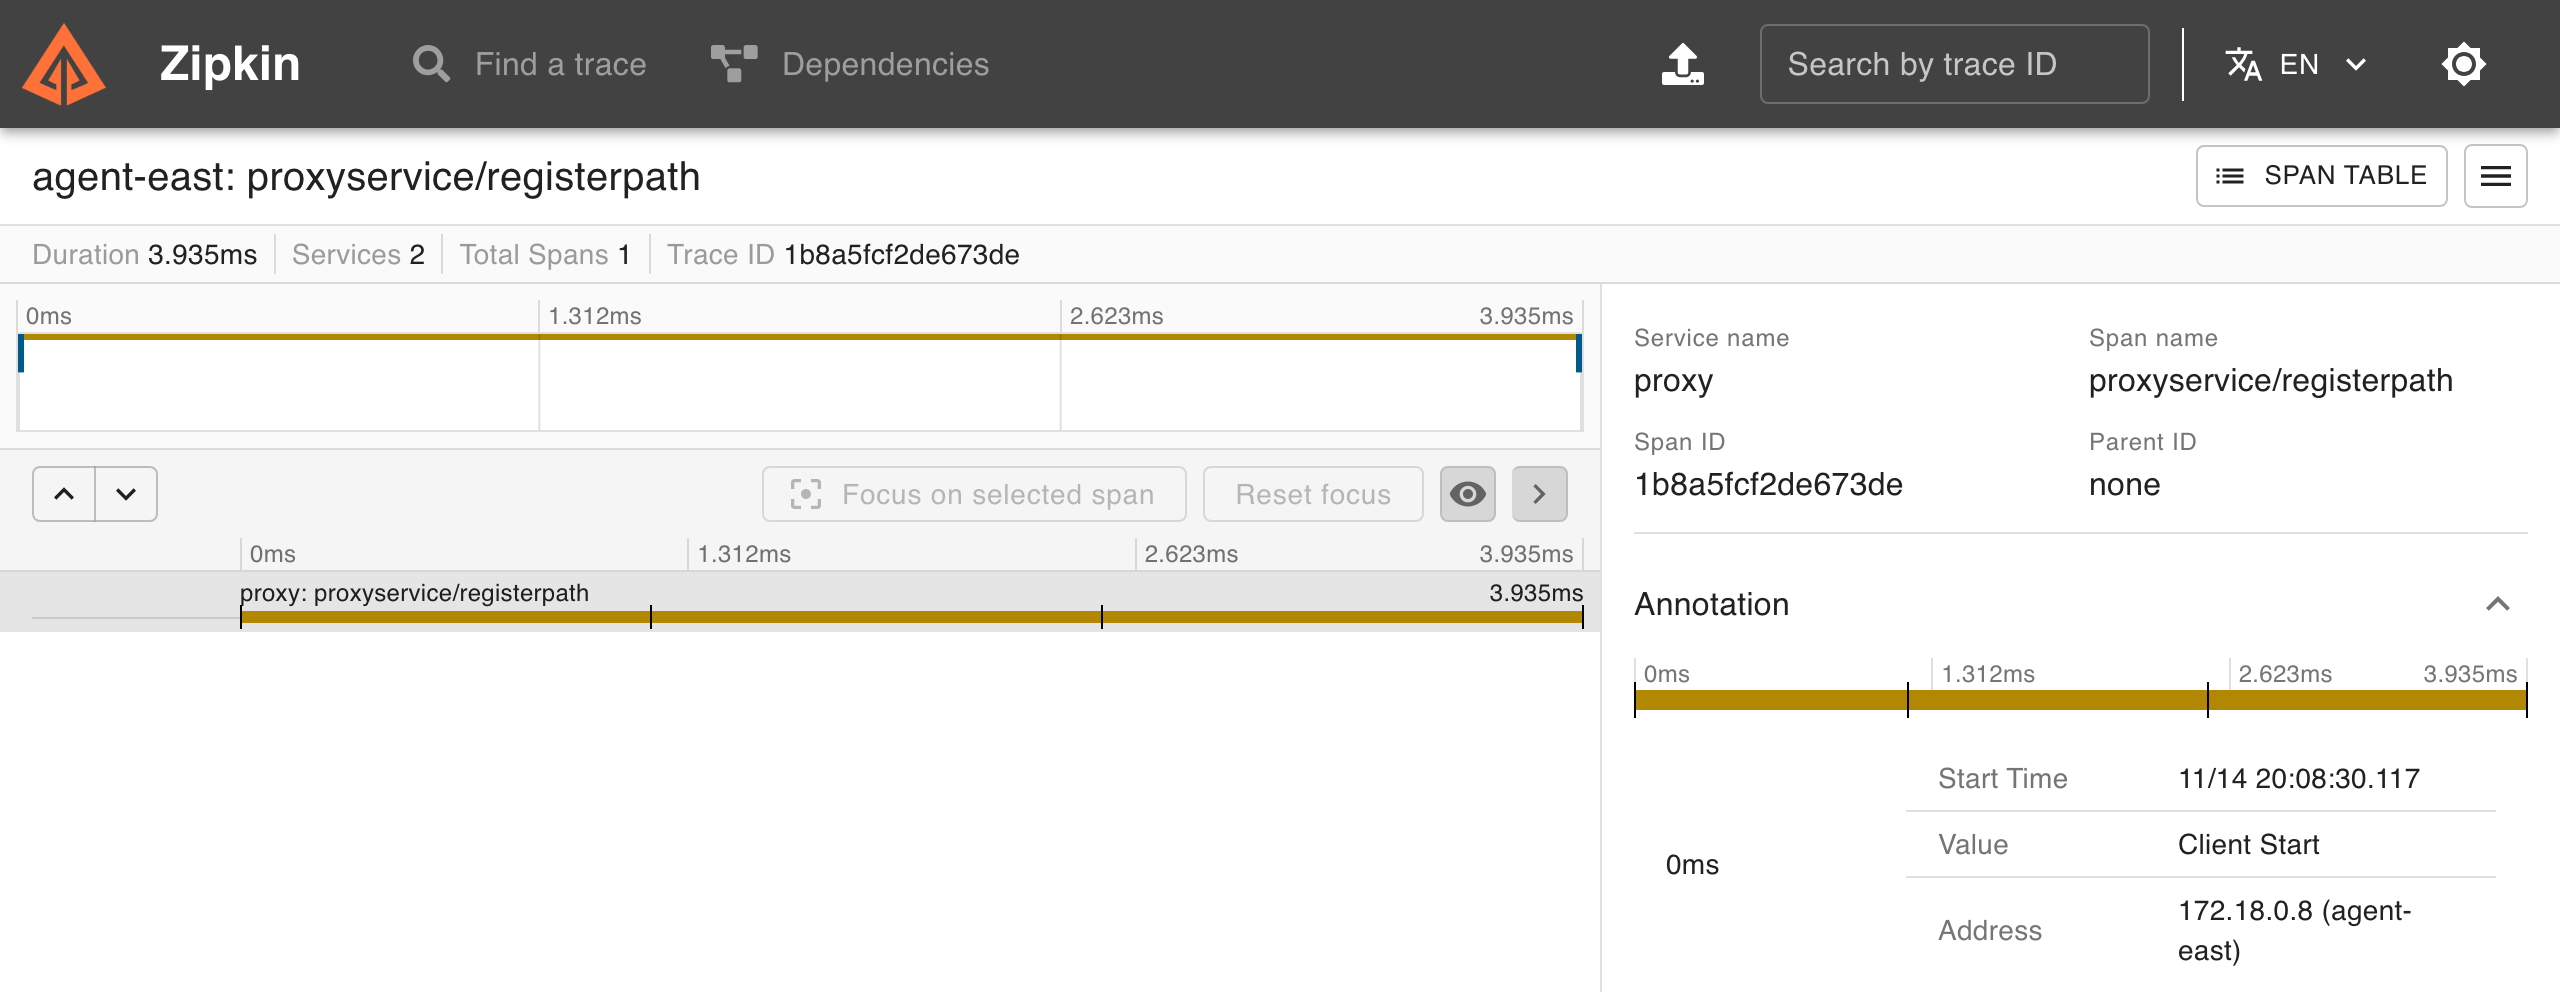 Zipkin
Find a trace
Dependencies
Search by trace ID
EN
agent-east: proxyservice/registerpath
SPAN TABLE
Duration 3.935ms
Services 2
Total Spans 1
Trace ID 1b8a5fcf2de673de
0ms
1.312ms
2.623ms
3.935ms
Focus on selected span
Reset focus
0ms
1.312ms
2.623ms
3.935ms
proxy: proxyservice/registerpath
3.935ms
Service name
proxy
Span name
proxyservice/registerpath
Span ID
1b8a5fcf2de673de
Parent ID
none
Annotation
0ms
1.312ms
2.623ms
3.935ms
0ms
Start Time
11/14 20:08:30.117
Value
Client Start
Address
172.18.0.8 (agent-
east)